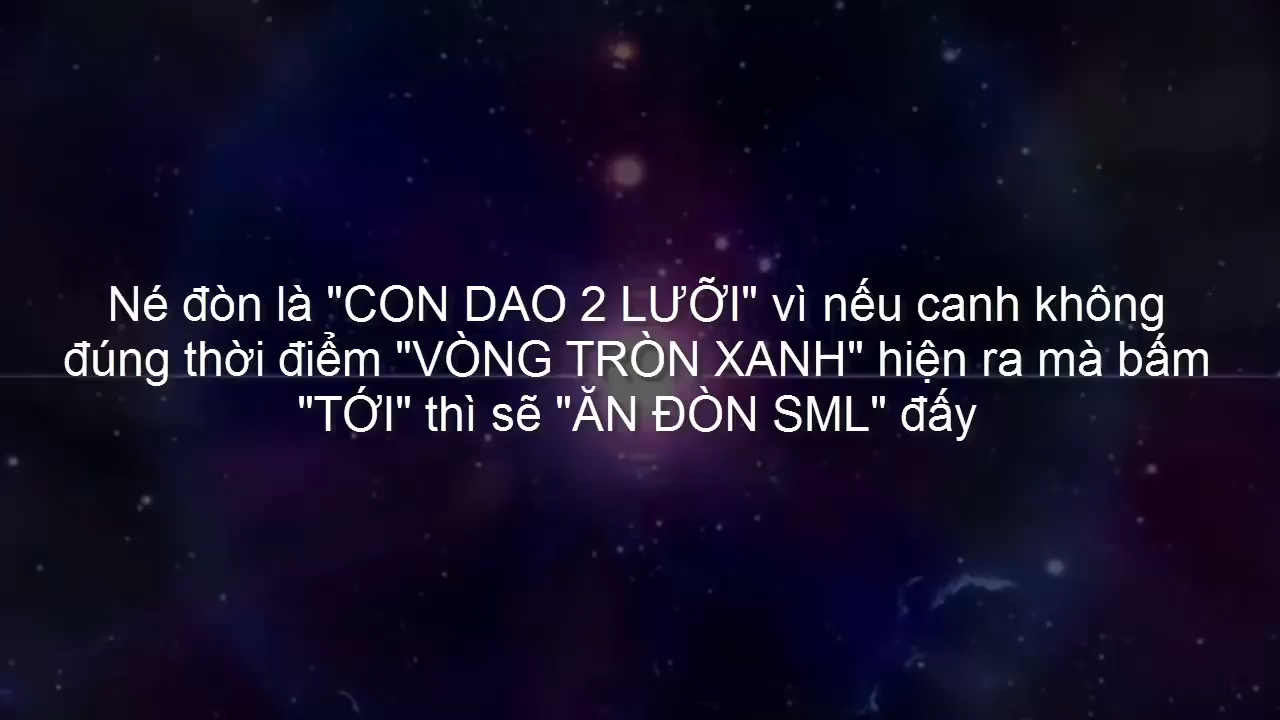 Né đòn là "CON DAO 2 LƯỠI" vì nếu canh không
đúng thời điểm "VÒNG TRÒN XANH" hiện ra mà bấm
"TỚI" thì sẽ "ĂN ĐÒN SML" đấy